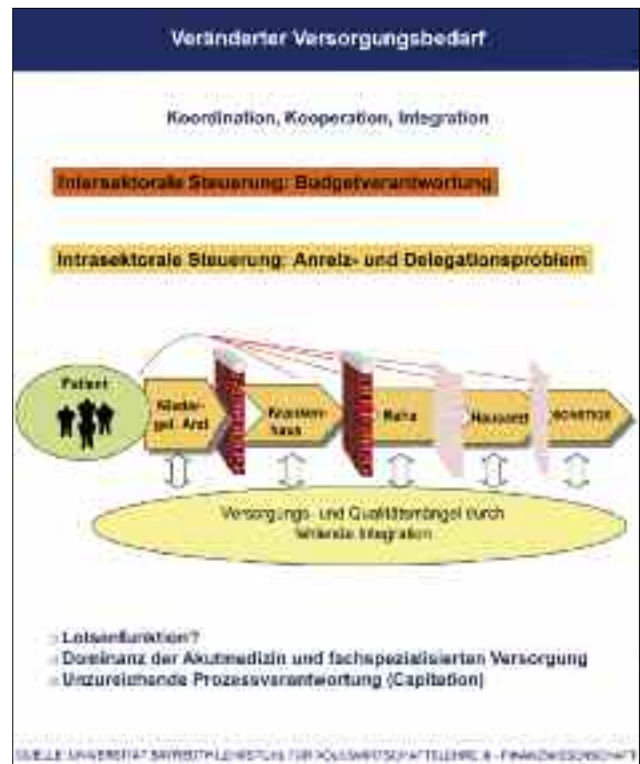 Veränderter Versorgungsbedarf
Koordination, Kooperation, Integration
Intersektorale Steuerung: Budgetverantwortung
Intrasektorale Steuerung: Anreiz- und Delegationsproblem
Patient
Nieder-
gel. Arzt
Kranken-
haus
Reha
Hausarzt
SONSTIGE
Versorgungs- und Qualitätsmängel durch
fehlende Integration
Lotsenfunktion?
Dominanz der Akutmedizin und fachspezialisierten Versorgung
Unzureichende Prozessverantwortung (Capitation)
QUELLE: UNIVERSITÄT BAYREUTH LEHRSTUHL FÜR VOLKSWIRTSCHAFTSLEHRE FINANZWISSENSCHAFT